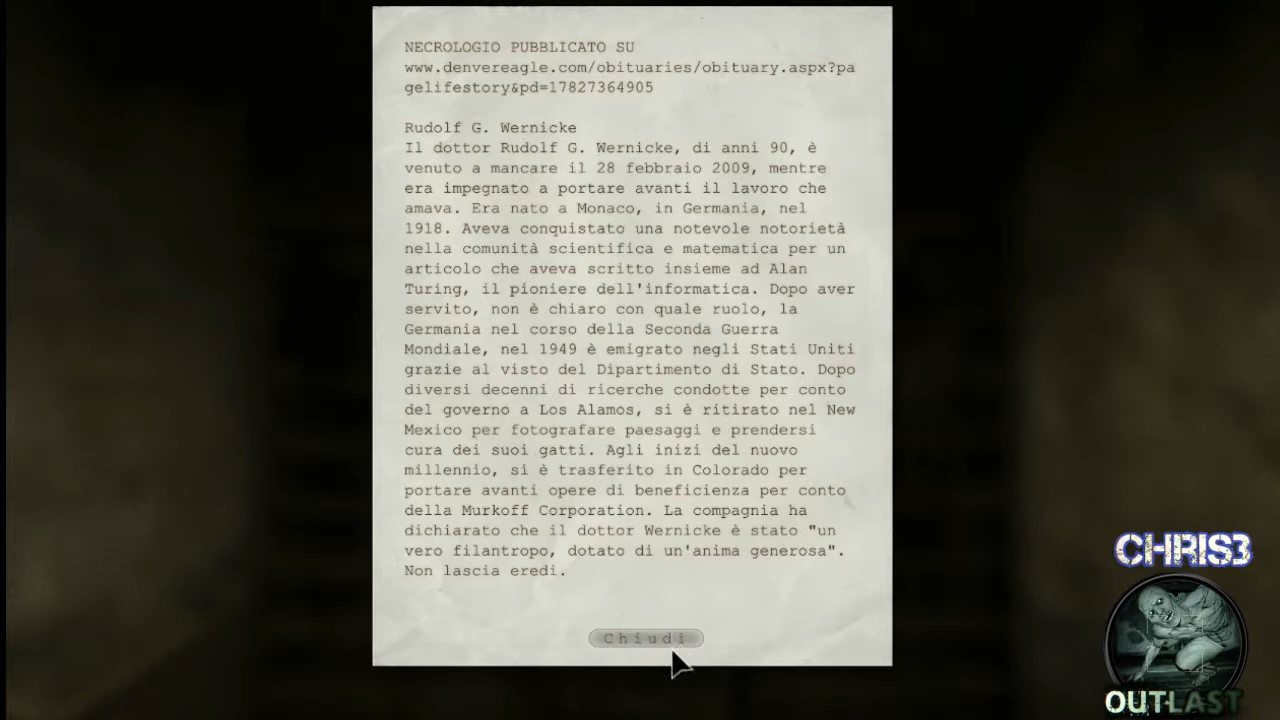 NECROLOGIO PUBBLICATO SU
www.denvereagle.com/obituaries/obituary.aspx?pa
gelifestory&pd=17827364905
Rudolf G. Wernicke
Il dottor Rudolf G. Wernicke, di anni 90, è
venuto a mancare il 28 febbraio 2009, mentre
era impegnato a portare avanti il lavoro che
amava. Era nato a Monaco, in Germania, nel
1918. Aveva conquistato una notevole notorietà
nella comunità scientifica e matematica per un
articolo che aveva scritto insieme ad Alan
Turing, il pioniere dell'informatica. Dopo aver
servito, non è chiaro con quale ruolo, la
Germania nel corso della Seconda Guerra
Mondiale, nel 1949 è emigrato negli Stati Uniti
grazie al visto del Dipartimento di Stato. Dopo
diversi decenni di ricerche condotte per conto
del governo a Los Alamos, si è ritirato nel New
Mexico per fotografare paesaggi e prendersi
cura dei suoi gatti. Agli inizi del nuovo
millennio, si è trasferito in Colorado per
portare avanti opere di beneficienza per conto
della Murkoff Corporation. La compagnia ha
dichiarato che il dottor Wernicke è stato "un
vero filantropo, dotato di un'anima generosa".
Non lascia eredi.
Chiudi
CHRIS3
OUTLAST